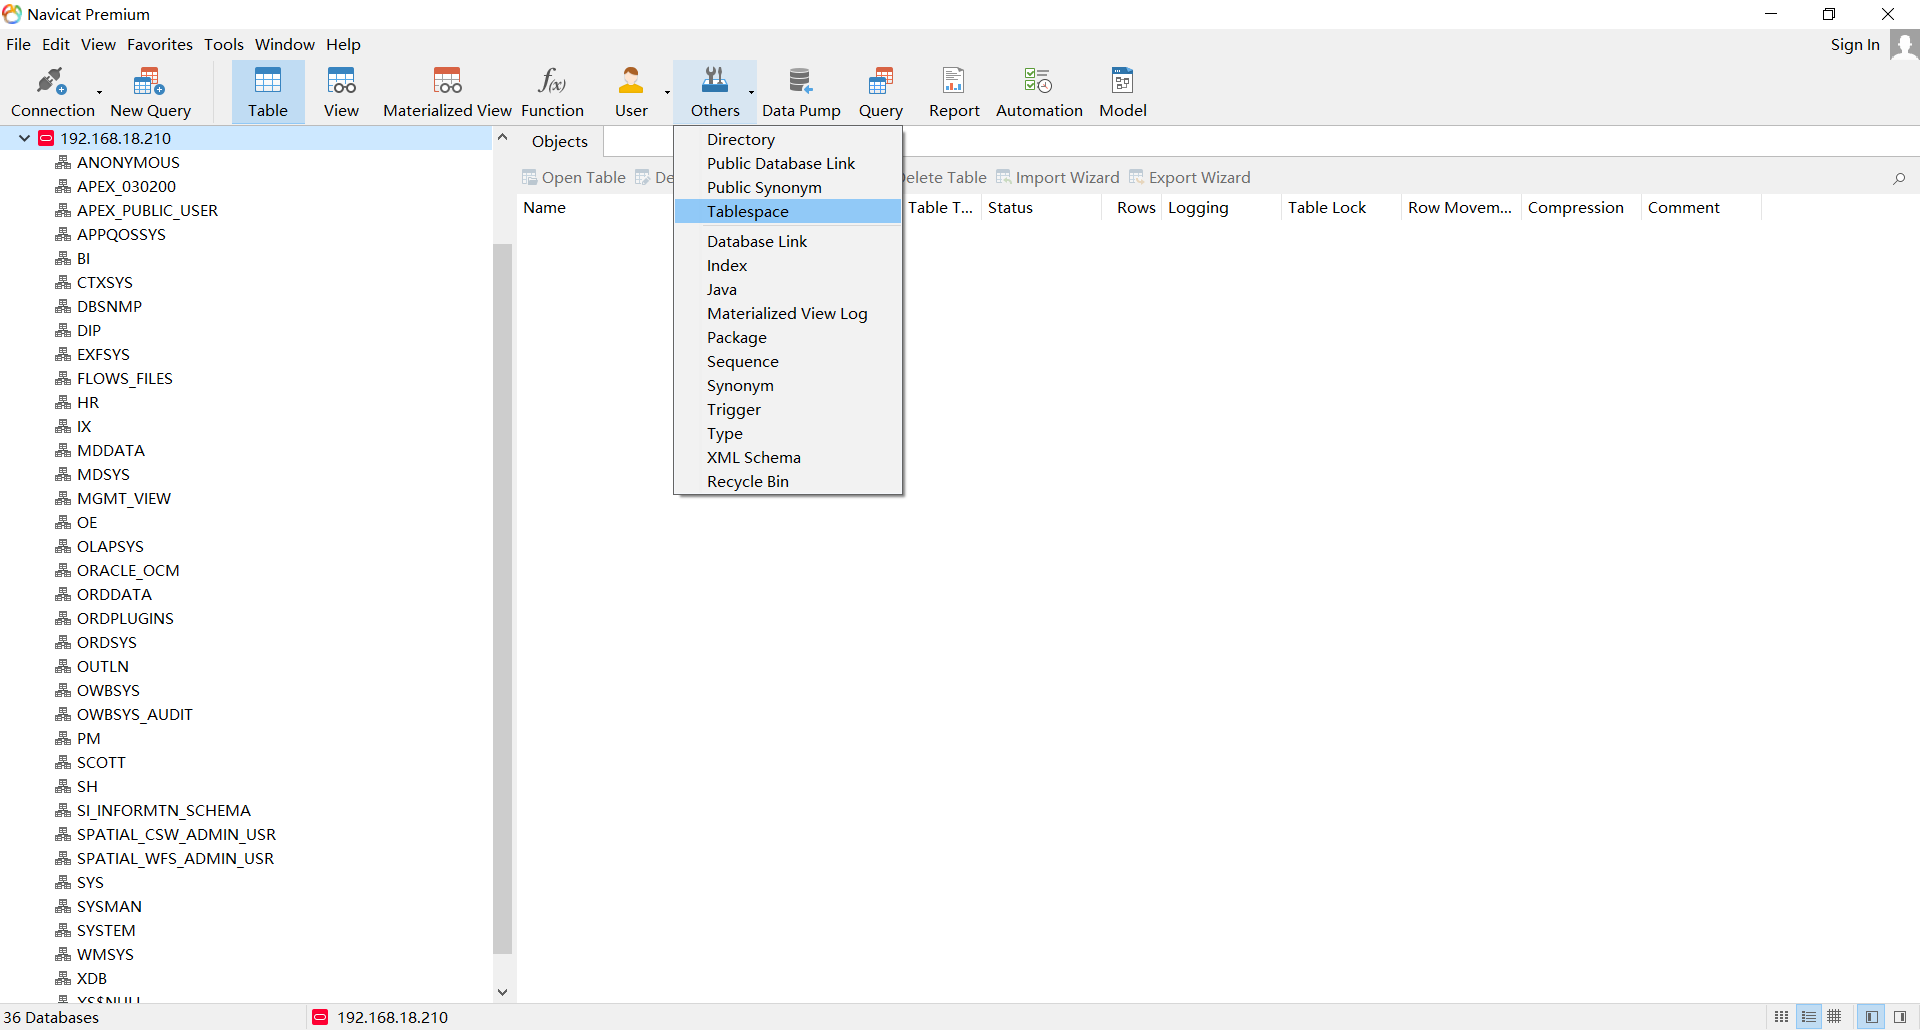 Navicat Premium
File Edit View Favorites Tools Window Help
Sign In
Connection New Query Table View Materialized View Function User Others Data Pump Query Report Automation Model
192.168.18.210
ANONYMOUS
APEX_030200
APEX_PUBLIC_USER
APPQOSSYS
BI
CTXSYS
DBSNMP
DIP
EXFSYS
FLOWS_FILES
HR
IX
MDDATA
MDSYS
MGMT_VIEW
OE
OLAPSYS
ORACLE_OCM
ORDDATA
ORDPLUGINS
ORDSYS
OUTLN
OWBSYS
OWBSYS_AUDIT
PM
SCOTT
SH
SI_INFORMTN_SCHEMA
SPATIAL_CSW_ADMIN_USR
SPATIAL_WFS_ADMIN_USR
SYS
SYSMAN
SYSTEM
WMSYS
XDB
XS$NULL
Objects
Open Table De elete Table Import Wizard Export Wizard
Name Table T... Status Rows Logging Table Lock Row Movem... Compression Comment
Directory
Public Database Link
Public Synonym
Tablespace
Database Link
Index
Java
Materialized View Log
Package
Sequence
Synonym
Trigger
Type
XML Schema
Recycle Bin
36 Databases
192.168.18.210